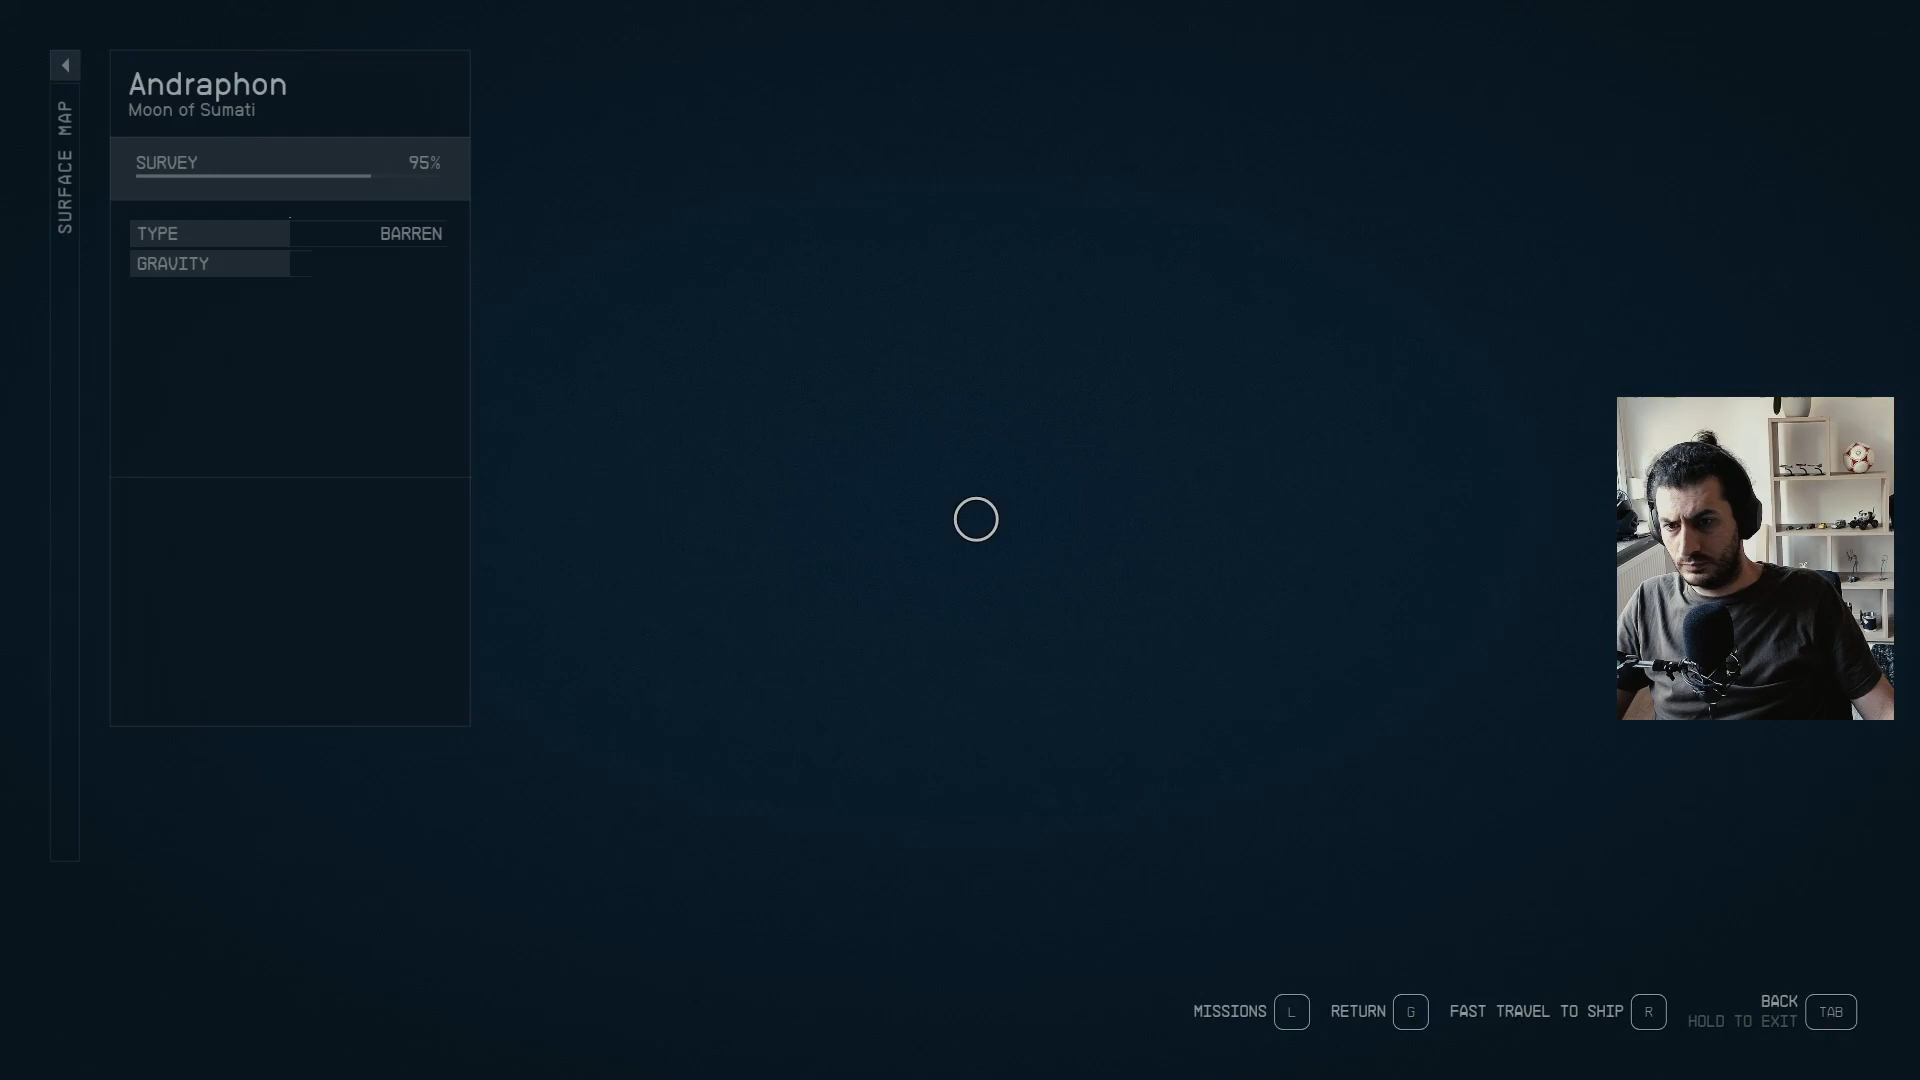 Andraphon
Moon of Sumati
SURFACE MAP
SURVEY 95%
TYPE BARREN
GRAVITY
MISSIONS L RETURN G FAST TRAVEL TO SHIP R BACK TAB
HOLD TO EXIT